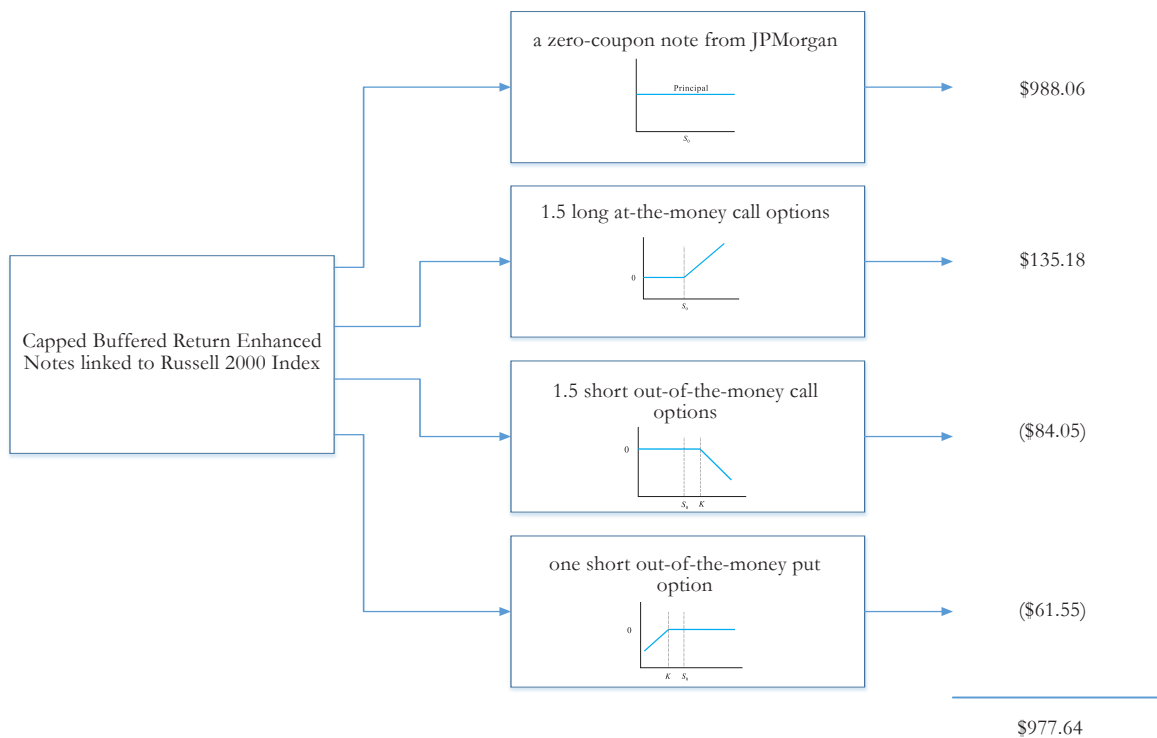 a zero-coupon note from JPMorgan
Principal
S₀
$988.06
1.5 long at-the-money call options
0
S₀
$135.18
Capped Buffered Return Enhanced
Notes linked to Russell 2000 Index
1.5 short out-of-the-money call
options
0
S₀ K
($84.05)
one short out-of-the-money put
option
0
K S₀
($61.55)
$977.64